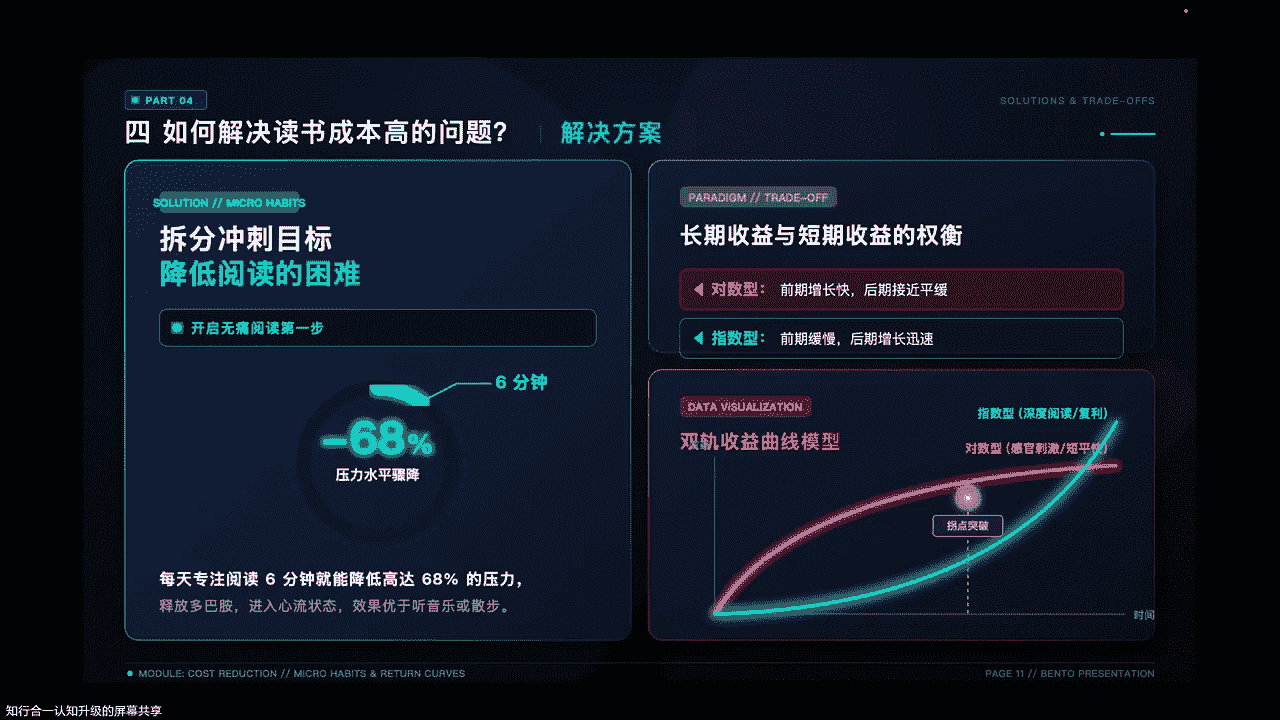 PART 04
SOLUTIONS & TRADE-OFFS
四 如何解决读书成本高的问题? 解决方案
SOLUTION // MICRO HABITS
拆分冲刺目标
降低阅读的困难
开启无痛阅读第一步
6 分钟
-68%
压力水平骤降
每天专注阅读 6 分钟就能降低高达 68% 的压力,
释放多巴胺, 进入心流状态, 效果优于听音乐或散步。
PARADIGM // TRADE-OFF
长期收益与短期收益的权衡
对数型: 前期增长快, 后期接近平缓
指数型: 前期缓慢, 后期增长迅速
DATA VISUALIZATION
双轨收益曲线模型
指数型 (深度阅读/复利)
对数型 (感官刺激/短平快)
拐点突破
时间
MODULE: COST REDUCTION // MICRO HABITS & RETURN CURVES
PAGE 11 // BENTO PRESENTATION
知行合一认知升级的屏幕共享